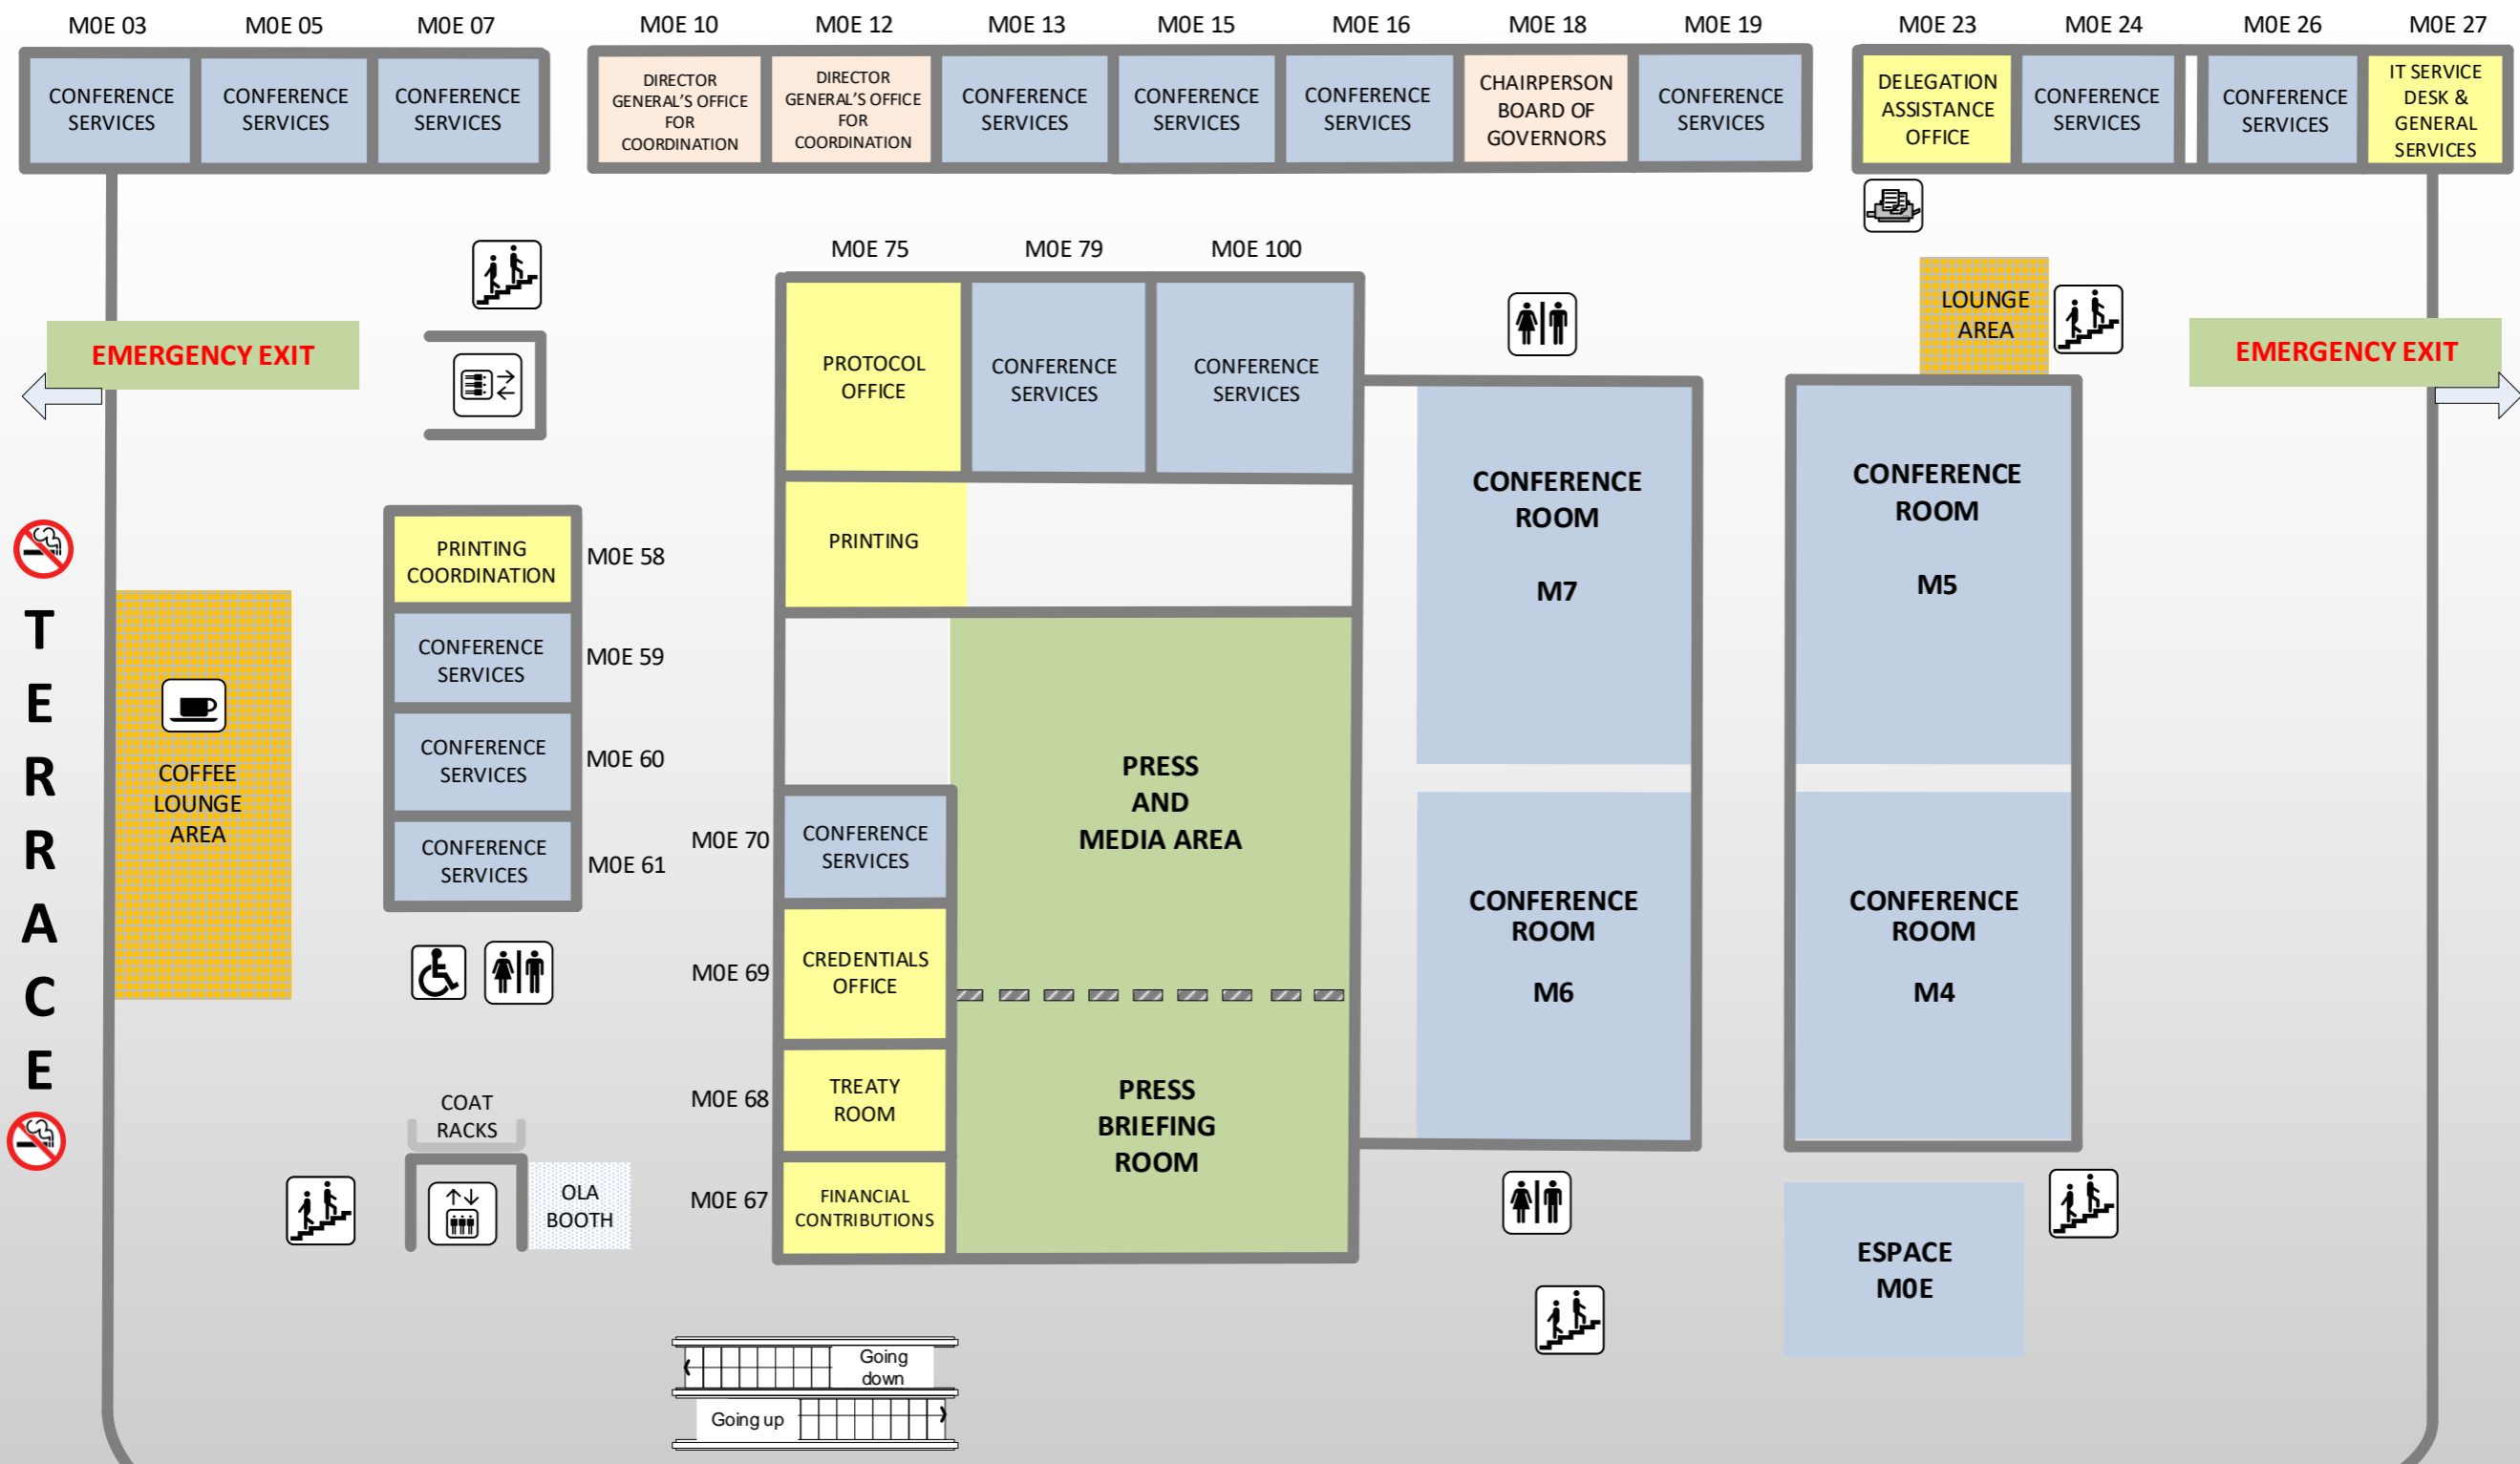 M0E 03
M0E 05
M0E 07
M0E 10
M0E 12
M0E 13
M0E 15
M0E 16
M0E 18
M0E 19
M0E 23
M0E 24
M0E 26
M0E 27
CONFERENCE
SERVICES
CONFERENCE
SERVICES
CONFERENCE
SERVICES
DIRECTOR
GENERAL'S OFFICE
FOR
COORDINATION
DIRECTOR
GENERAL'S OFFICE
FOR
COORDINATION
CONFERENCE
SERVICES
CONFERENCE
SERVICES
CONFERENCE
SERVICES
CHAIRPERSON
BOARD OF
GOVERNORS
CONFERENCE
SERVICES
DELEGATION
ASSISTANCE
OFFICE
CONFERENCE
SERVICES
CONFERENCE
SERVICES
IT SERVICE
DESK &
GENERAL
SERVICES
M0E 75
M0E 79
M0E 100
EMERGENCY EXIT
PROTOCOL
OFFICE
CONFERENCE
SERVICES
CONFERENCE
SERVICES
LOUNGE
AREA
EMERGENCY EXIT
PRINTING
COORDINATION
M0E 58
PRINTING
CONFERENCE
ROOM
M7
CONFERENCE
ROOM
M5
TERRACE
CONFERENCE
SERVICES
M0E 59
CONFERENCE
SERVICES
M0E 60
CONFERENCE
SERVICES
M0E 61
COFFEE
LOUNGE
AREA
PRESS
AND
MEDIA AREA
M0E 70
CONFERENCE
SERVICES
M0E 69
CREDENTIALS
OFFICE
CONFERENCE
ROOM
M6
CONFERENCE
ROOM
M4
M0E 68
TREATY
ROOM
PRESS
BRIEFING
ROOM
COAT
RACKS
OLA
BOOTH
M0E 67
FINANCIAL
CONTRIBUTIONS
ESPACE
M0E
Going
down
Going up